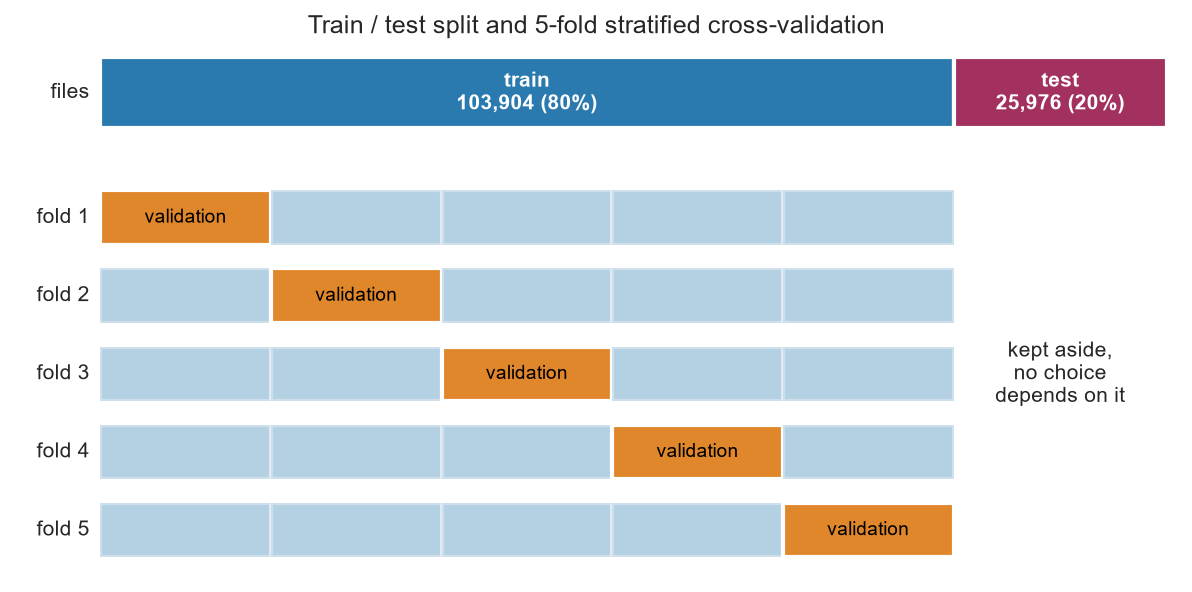 Train / test split and 5-fold stratified cross-validation
files
train
103,904 (80%)
test
25,976 (20%)
fold 1
validation
fold 2
validation
fold 3
validation
kept aside,
no choice
depends on it
fold 4
validation
fold 5
validation